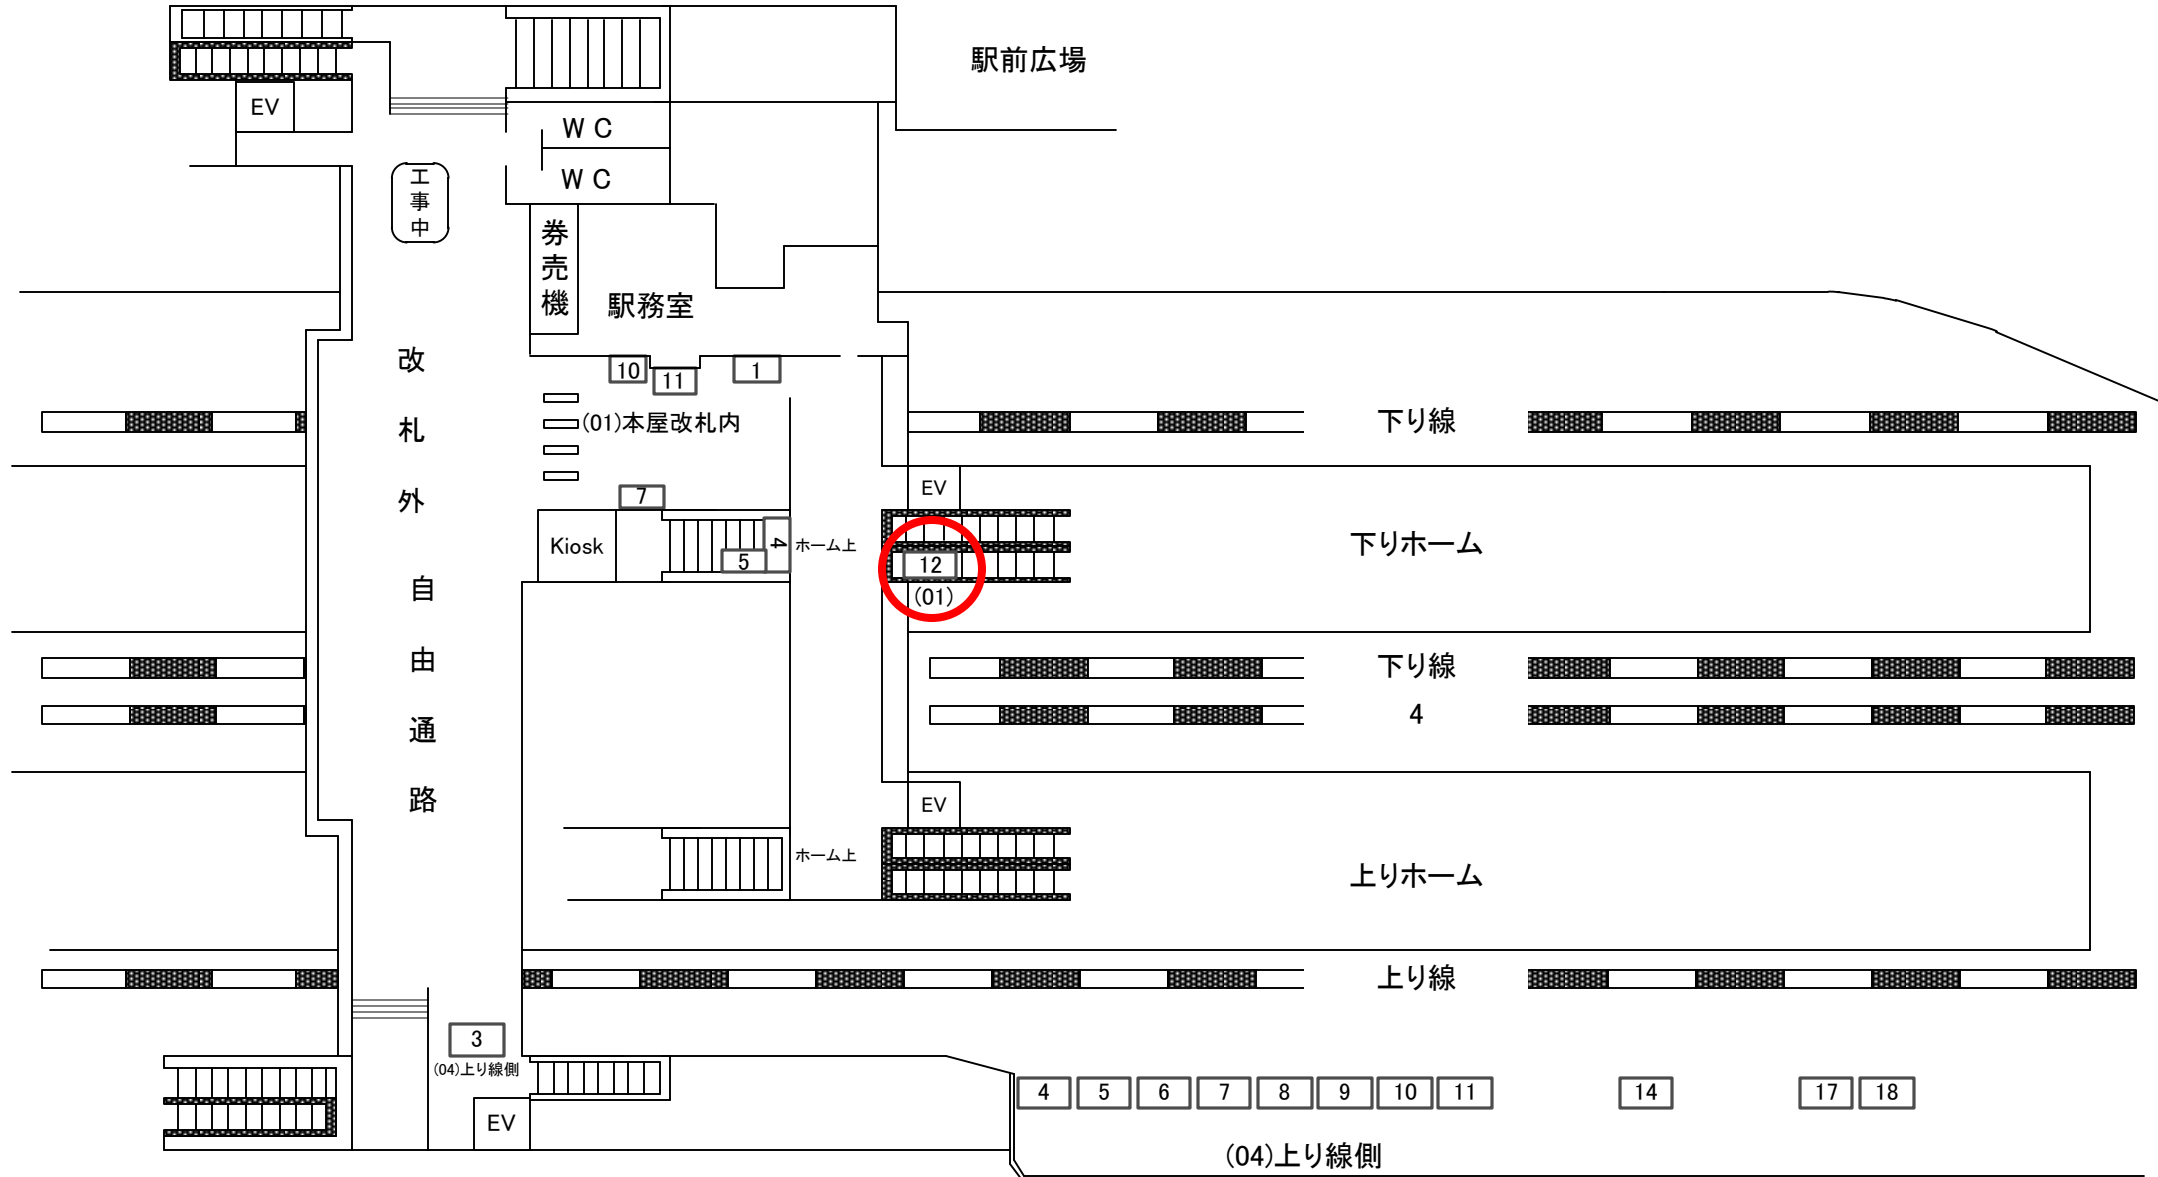 駅前広場
EV
WC
WC
工事中
券売機
駅務室
改札外自由通路
10
11
1
(01)本屋改札内
下り線
7
EV
Kiosk
4
5
ホーム上
12
(01)
下りホーム
下り線
4
EV
ホーム上
上りホーム
上り線
3
(04)上り線側
EV
4
5
6
7
8
9
10
11
14
17
18
(04)上り線側